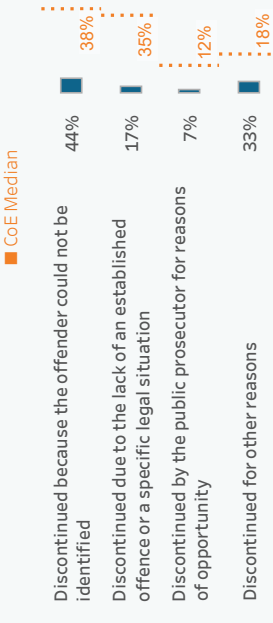 CoE Median
Discontinued because the offender could not be
identified
44%
38%
Discontinued due to the lack of an established
offence or a specific legal situation
17%
35%
Discontinued by the public prosecutor for reasons
of opportunity
7%
12%
Discontinued for other reasons
33%
18%